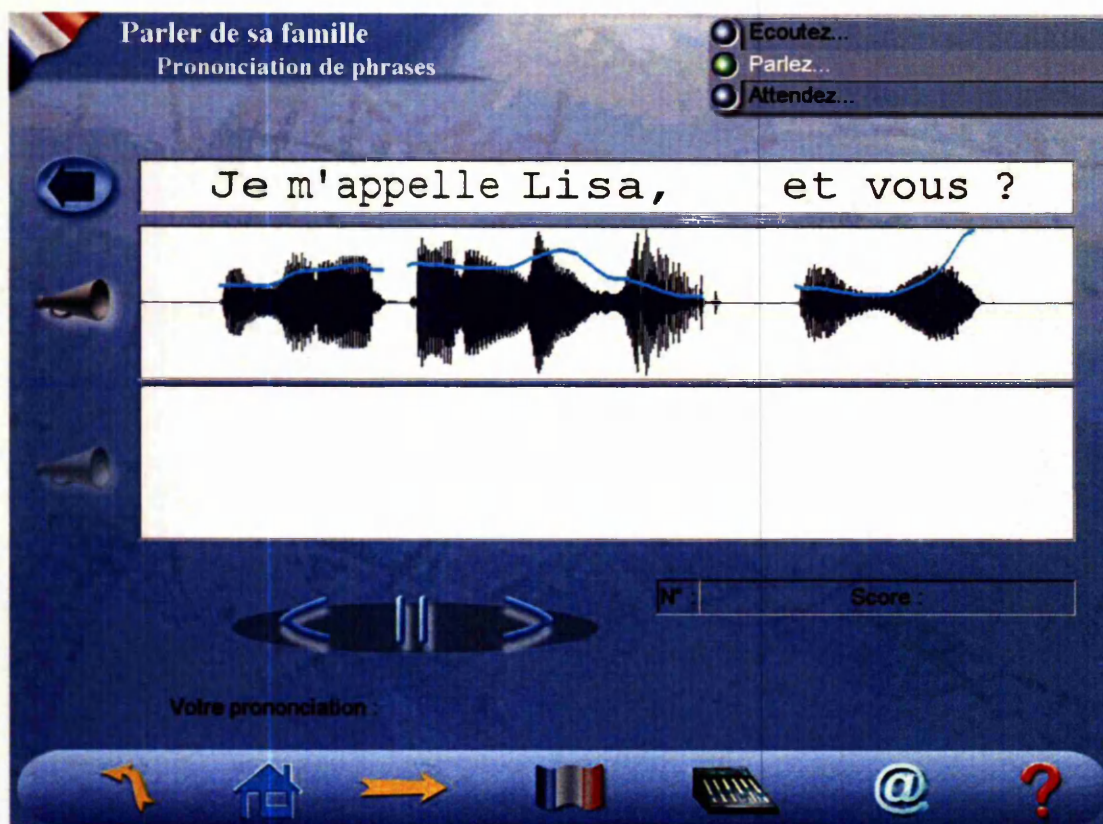 Parler de sa famille
Prononciation de phrases
Ecoutez...
Parlez...
Attendez...
Je m'appelle Lisa, et vous ?
N° : Score :
Votre prononciation :
@
?